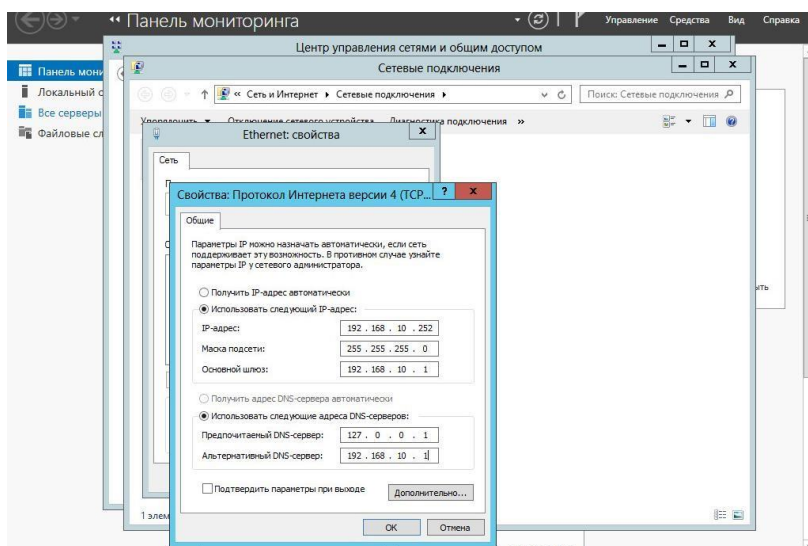 Панель мониторинга
Управление Средства Вид Справка
Центр управления сетями и общим доступом
Сетевые подключения
Панель мони
Локальный с
Все серверы
Файловые сл
« Сеть и Интернет ▸ Сетевые подключения ▸
Поиск: Сетевые подключения
Упорядочить Отключение сетевого устройства Диагностика подключения »
Ethernet: свойства
Сеть
Свойства: Протокол Интернета версии 4 (TCP...
Общие
Параметры IP можно назначать автоматически, если сеть
поддерживает эту возможность. В противном случае узнайте
параметры IP у сетевого администратора.
Получить IP-адрес автоматически
Использовать следующий IP-адрес:
IP-адрес: 192 . 168 . 10 . 252
Маска подсети: 255 . 255 . 255 . 0
Основной шлюз: 192 . 168 . 10 . 1
Получить адрес DNS-сервера автоматически
Использовать следующие адреса DNS-серверов:
Предпочитаемый DNS-сервер: 127 . 0 . 0 . 1
Альтернативный DNS-сервер: 192 . 168 . 10 . 1
Подтвердить параметры при выходе
Дополнительно...
OK Отмена
1 элем
ыть